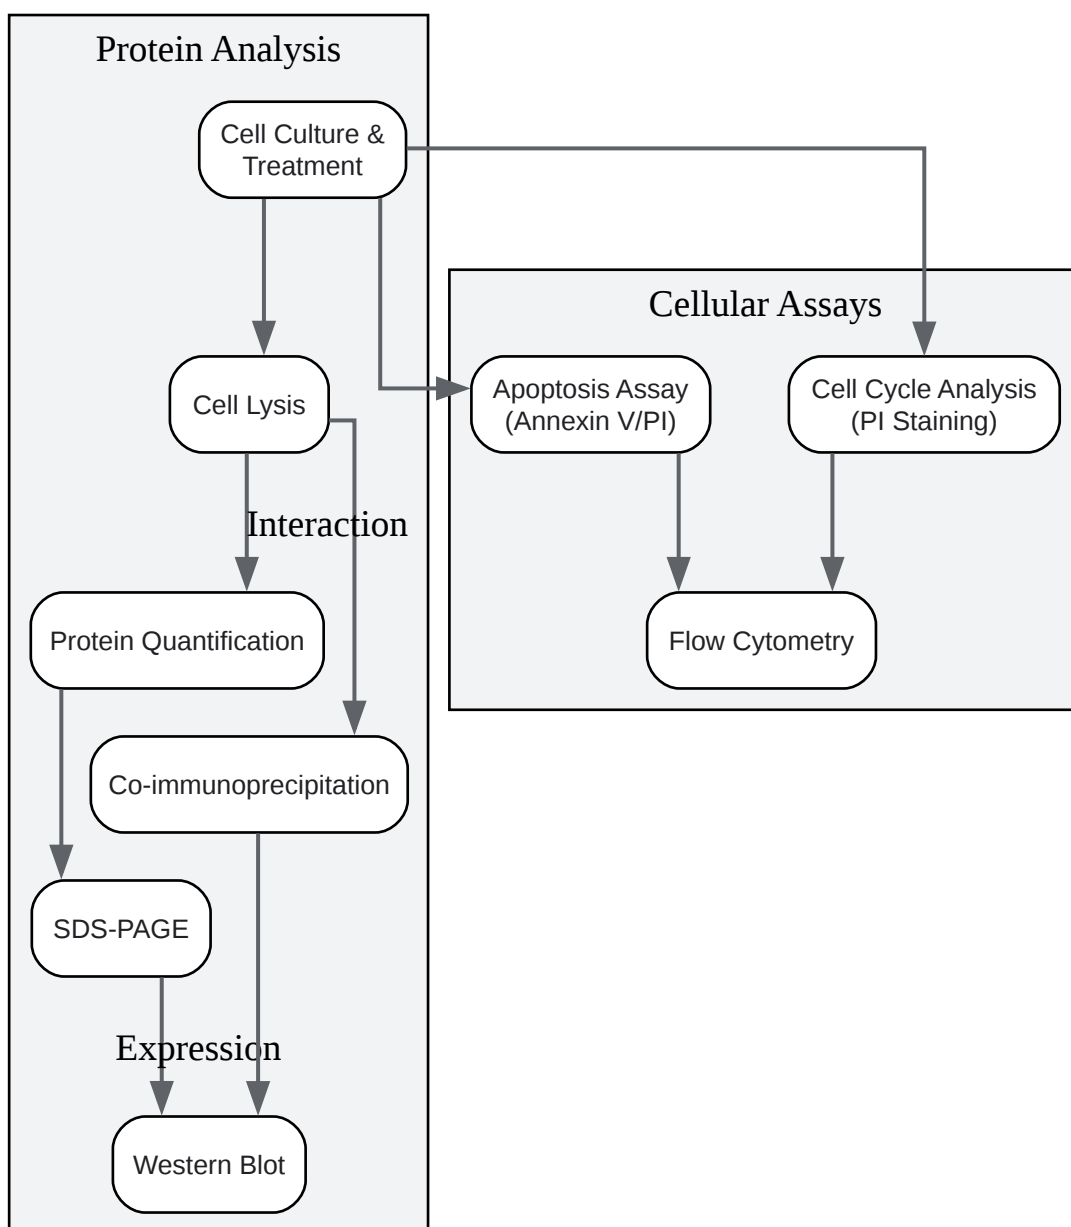 Protein Analysis
Cell Culture &
Treatment
Cellular Assays
Cell Lysis
Apoptosis Assay
(Annexin V/PI)
Cell Cycle Analysis
(PI Staining)
Interaction
Protein Quantification
Flow Cytometry
Co-immunoprecipitation
SDS-PAGE
Expression
Western Blot